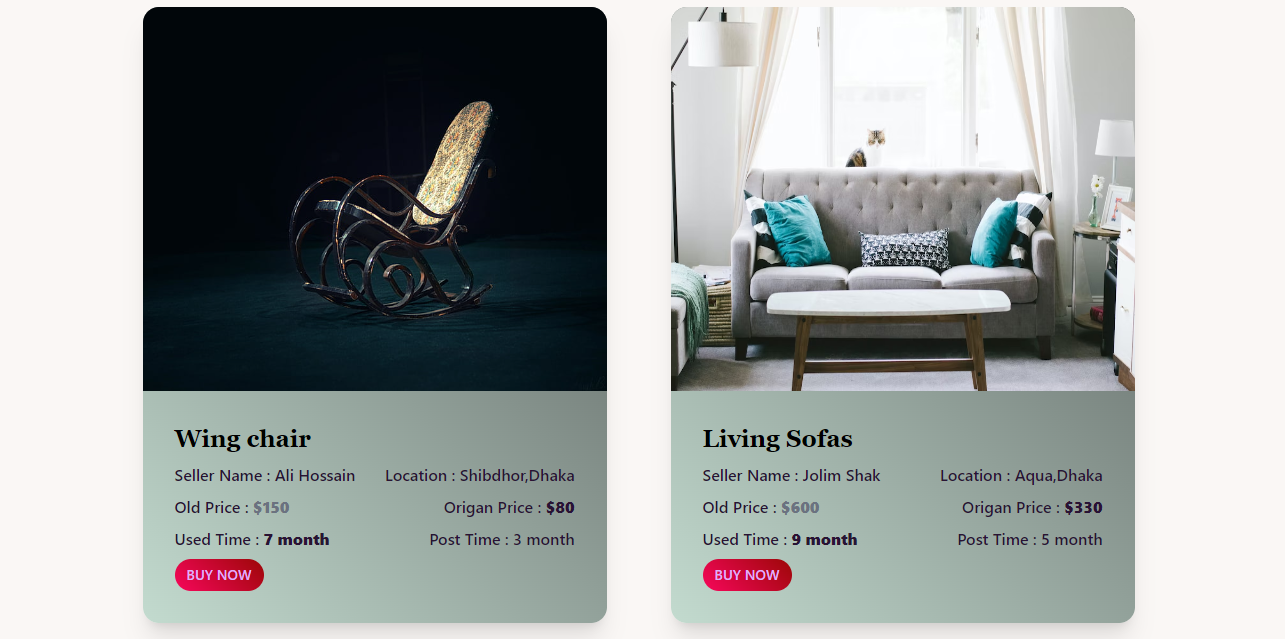 Wing chair
Seller Name : Ali Hossain
Location : Shibdhor,Dhaka
Old Price : $150
Origan Price : $80
Used Time : 7 month
Post Time : 3 month
BUY NOW
Living Sofas
Seller Name : Jolim Shak
Location : Aqua,Dhaka
Old Price : $600
Origan Price : $330
Used Time : 9 month
Post Time : 5 month
BUY NOW